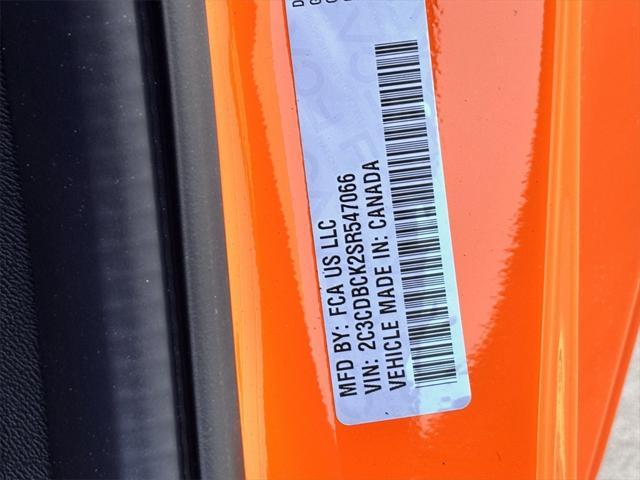 MFD BY: FCA US LLC
VIN: 2C3CDBCK2SR547066
VEHICLE MADE IN: CANADA